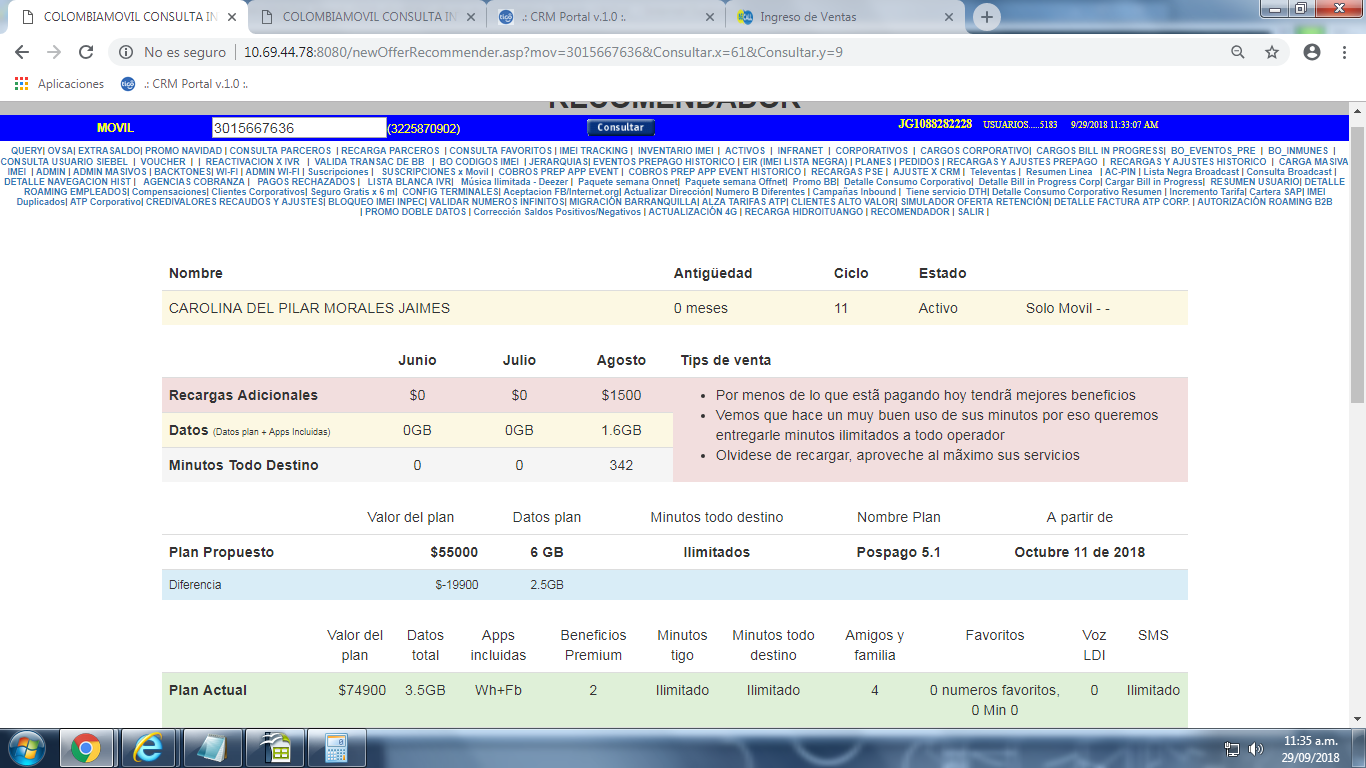 COLOMBIAMOVIL CONSULTA IN
COLOMBIAMOVIL CONSULTA IN
.: CRM Portal v.1.0 :.
Ingreso de Ventas
No es seguro | 10.69.44.78:8080/newOfferRecommender.asp?mov=3015667636&Consultar.x=61&Consultar.y=9
Aplicaciones
.: CRM Portal v.1.0 :.
RECOMENDADOR
MOVIL 3015667636 (3225870902) Consultar JG1088282228 USUARIOS.....5183 9/29/2018 11:33:07 AM
QUERY| OVSA| EXTRASALDO| PROMO NAVIDAD | CONSULTA PARCEROS | RECARGA PARCEROS | CONSULTA FAVORITOS | IMEI TRACKING | INVENTARIO IMEI | ACTIVOS | INFRANET | CORPORATIVOS | CARGOS CORPORATIVO| CARGOS BILL IN PROGRESS| BO_EVENTOS_PRE | BO_INMUNES |
CONSULTA USUARIO SIEBEL | VOUCHER | | REACTIVACION X IVR | VALIDA TRANSAC DE BB | BO CODIGOS IMEI | JERARQUIAS| EVENTOS PREPAGO HISTORICO | EIR (IMEI LISTA NEGRA) | PLANES | PEDIDOS | RECARGAS Y AJUSTES PREPAGO | RECARGAS Y AJUSTES HISTORICO | CARGA MASIVA
IMEI | ADMIN | ADMIN MASIVOS | BACKTONES| WI-FI | ADMIN WI-FI | Suscripciones | SUSCRIPCIONES x Movil | COBROS PREP APP EVENT | COBROS PREP APP EVENT HISTORICO | RECARGAS PSE | AJUSTE X CRM | Televentas | Resumen Linea | AC-PIN | Lista Negra Broadcast | Consulta Broadcast |
DETALLE NAVEGACION HIST | AGENCIAS COBRANZA | PAGOS RECHAZADOS | LISTA BLANCA IVR| Música Ilimitada - Deezer | Paquete semana Onnet| Paquete semana Offnet| Promo BB| Detalle Consumo Corporativo| Detalle Bill in Progress Corp| Cargar Bill in Progress| RESUMEN USUARIO| DETALLE
ROAMING EMPLEADOS| Compensaciones| Clientes Corporativos| Seguro Gratis x 6 m| CONFIG TERMINALES| Aceptacion FB/Internet.org| Actualizar Dirección| Numero B Diferentes | Campañas Inbound | Tiene servicio DTH| Detalle Consumo Corporativo Resumen | Incremento Tarifa| Cartera SAP| IMEI
Duplicados| ATP Corporativo| CREDIVALORES RECAUDOS Y AJUSTES| BLOQUEO IMEI INPEC| VALIDAR NUMEROS INFINITOS| MIGRACIÓN BARRANQUILLA| ALZA TARIFAS ATP| CLIENTES ALTO VALOR| SIMULADOR OFERTA RETENCIÓN| DETALLE FACTURA ATP CORP. | AUTORIZACIÓN ROAMING B2B
| PROMO DOBLE DATOS | Corrección Saldos Positivos/Negativos | ACTUALIZACIÓN 4G | RECARGA HIDROITUANGO | RECOMENDADOR | SALIR |
Nombre Antigüedad Ciclo Estado
CAROLINA DEL PILAR MORALES JAIMES 0 meses 11 Activo Solo Movil - -
Junio Julio Agosto Tips de venta
Recargas Adicionales $0 $0 $1500
Datos (Datos plan + Apps Incluidas) 0GB 0GB 1.6GB
Minutos Todo Destino 0 0 342
• Por menos de lo que estã pagando hoy tendrã mejores beneficios
• Vemos que hace un muy buen uso de sus minutos por eso queremos
entregarle minutos ilimitados a todo operador
• Olvidese de recargar, aproveche al mãximo sus servicios
Valor del plan Datos plan Minutos todo destino Nombre Plan A partir de
Plan Propuesto $55000 6 GB Ilimitados Pospago 5.1 Octubre 11 de 2018
Diferencia $-19900 2.5GB
Valor del Datos Apps Beneficios Minutos Minutos todo Amigos y Favoritos Voz SMS
plan total incluidas Premium tigo destino familia LDI
Plan Actual $74900 3.5GB Wh+Fb 2 Ilimitado Ilimitado 4 0 numeros favoritos, 0 Ilimitado
0 Min 0
11:35 a.m.
29/09/2018